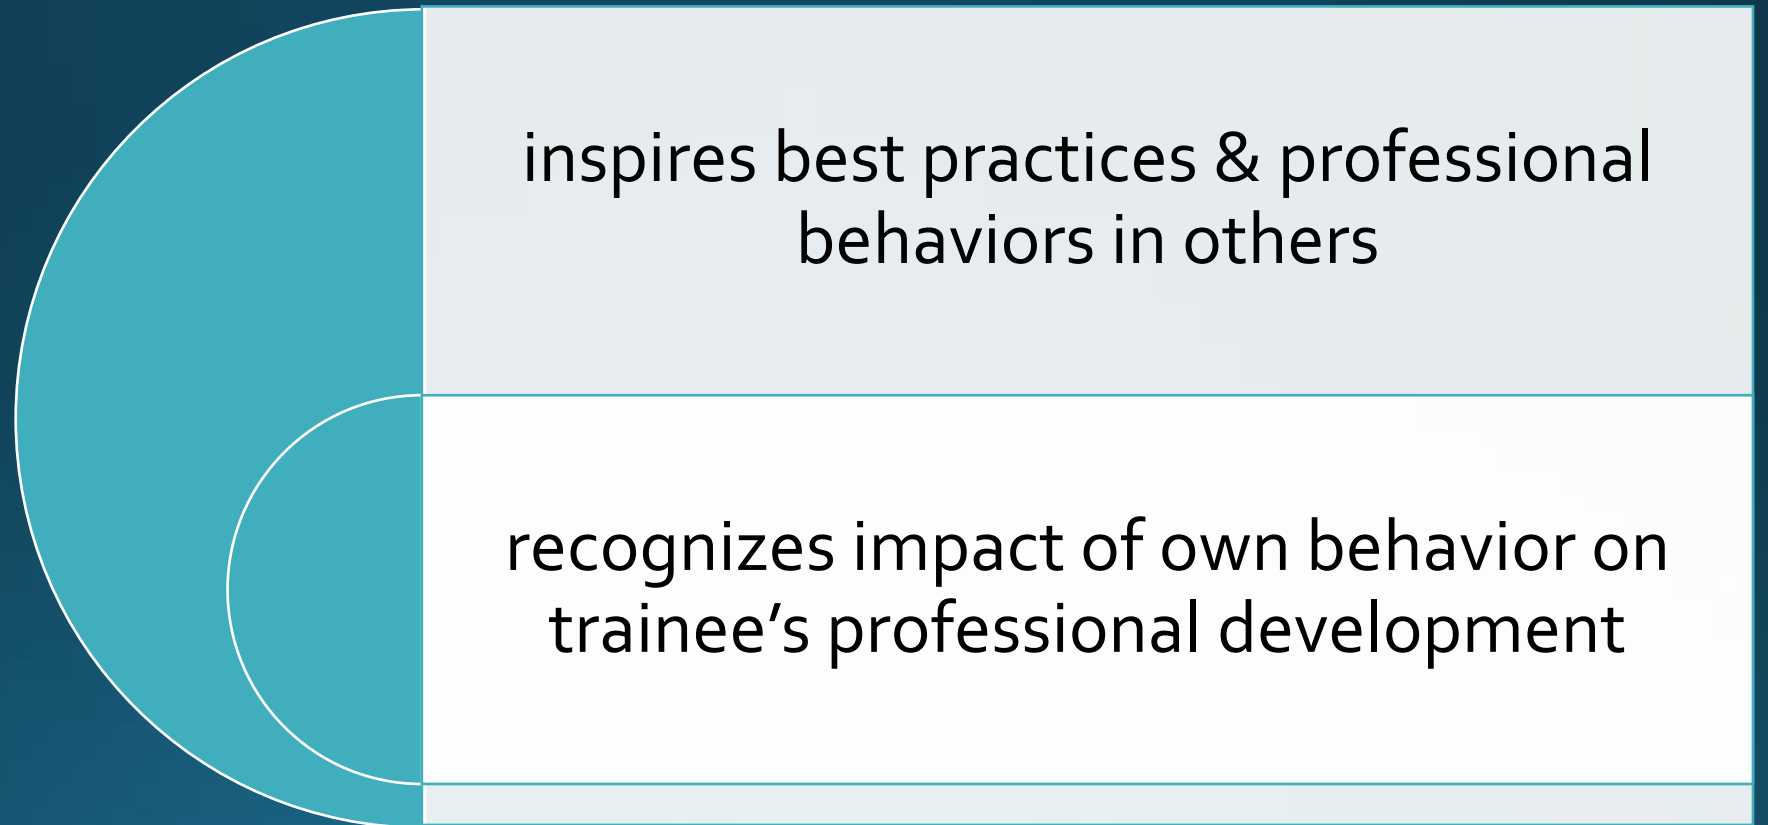 inspires best practices & professional
behaviors in others
recognizes impact of own behavior on
trainee’s professional development